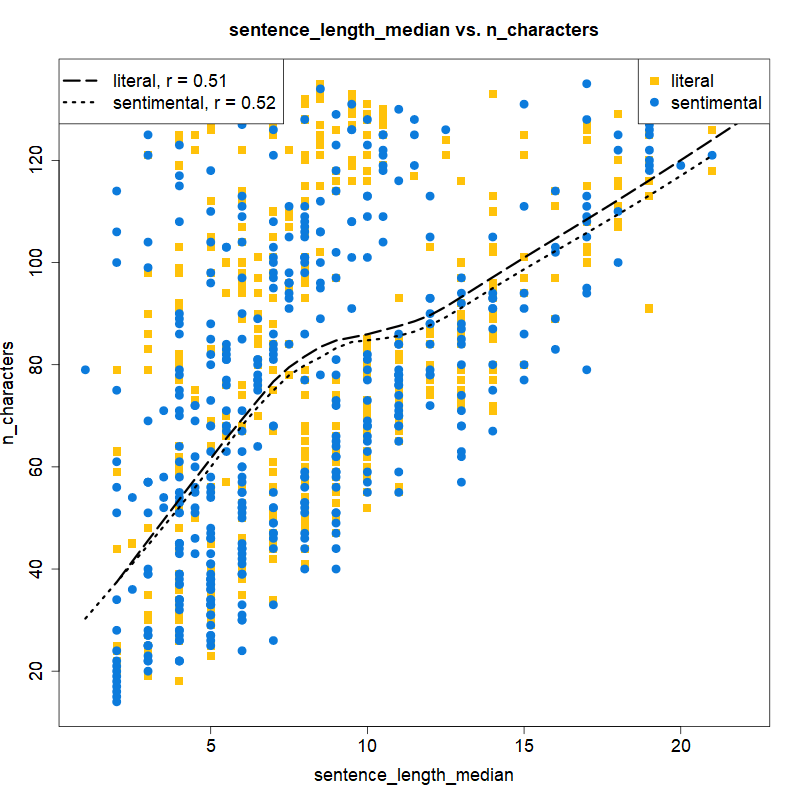 sentence_length_median vs. n_characters
literal, r = 0.51
sentimental, r = 0.52
literal
sentimental
n_characters
120
100
80
60
40
20
5 10 15 20
sentence_length_median